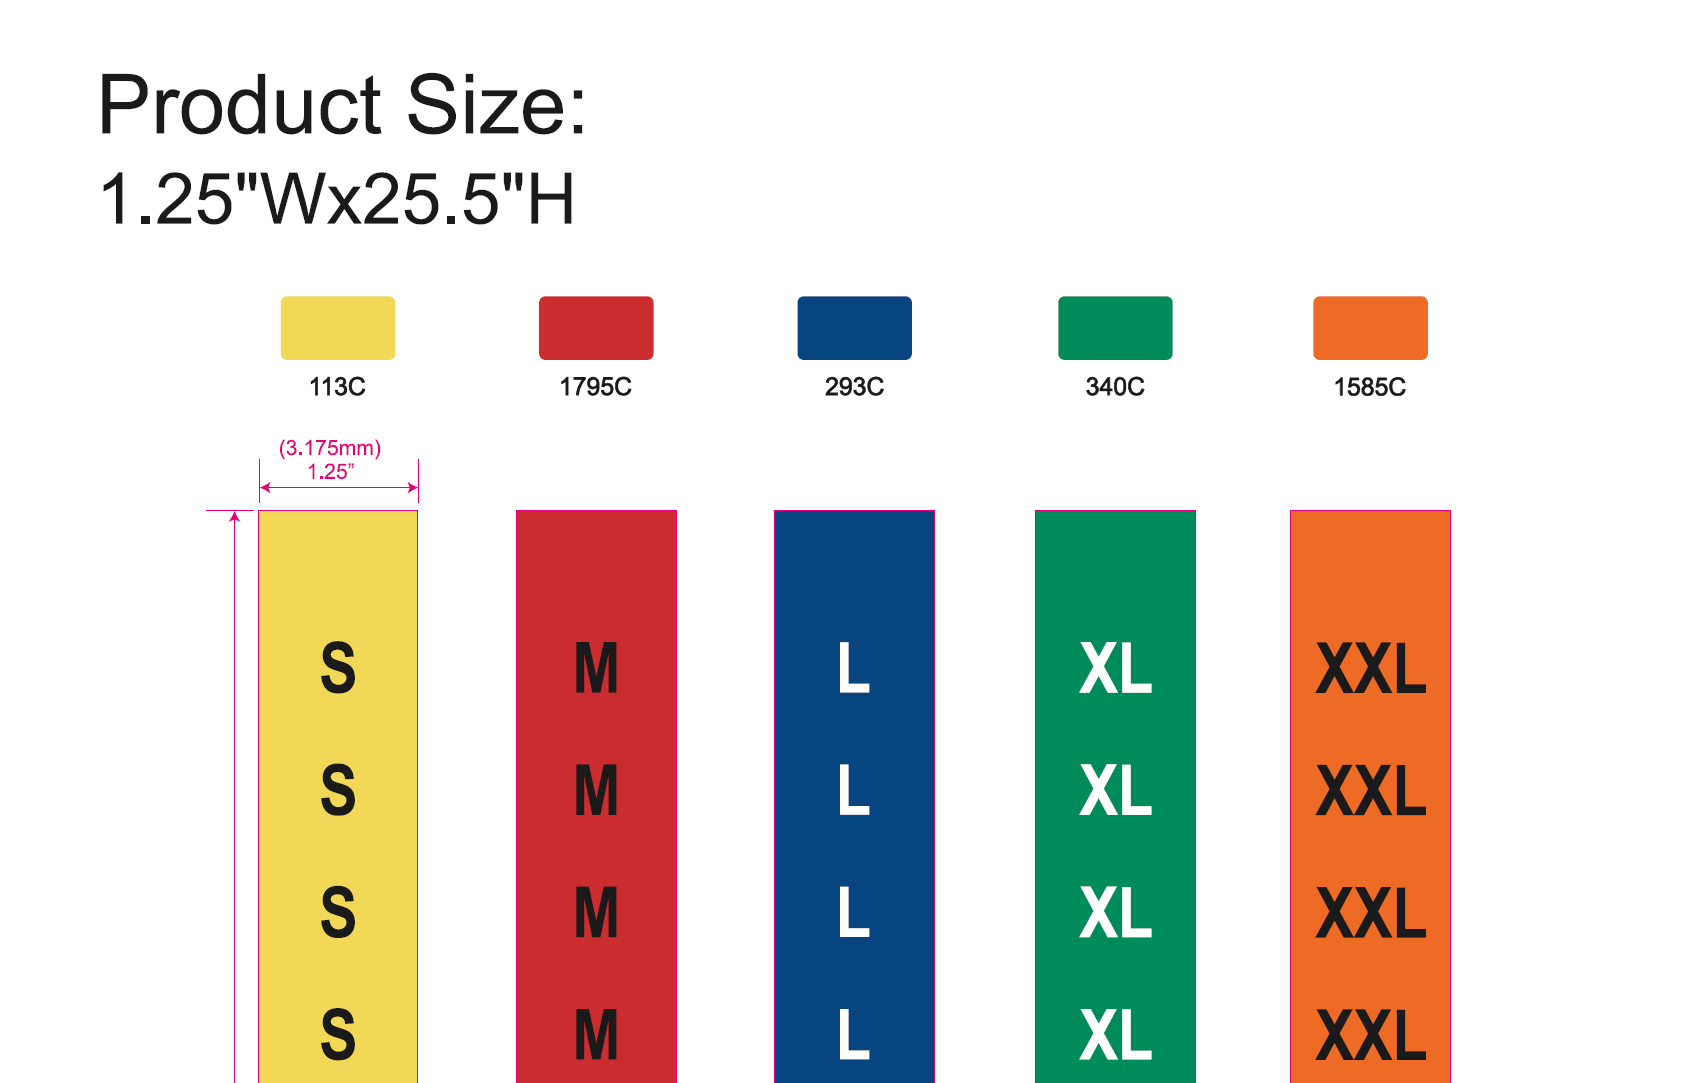 Product Size:
1.25"Wx25.5"H
113C 1795C 293C 340C 1585C
(3.175mm)
1.25”
S M L XL XXL
S M L XL XXL
S M L XL XXL
S M L XL XXL